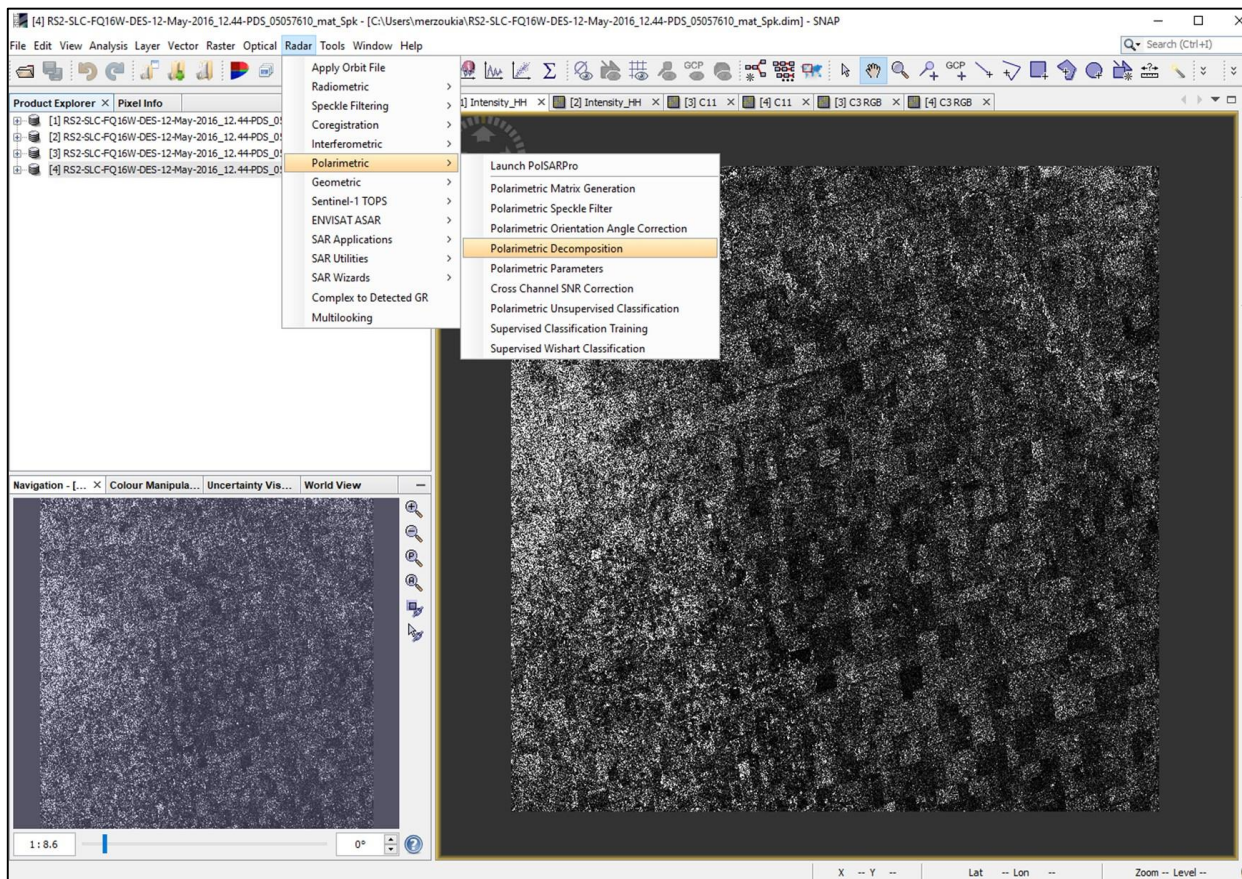 [4] RS2-SLC-FQ16W-DES-12-May-2016_12.44-PDS_05057610_mat_Spk - [C:\Users\merzoukia\RS2-SLC-FQ16W-DES-12-May-2016_12.44-PDS_05057610_mat_Spk.dim] - SNAP
File Edit View Analysis Layer Vector Raster Optical Radar Tools Window Help
Search (Ctrl+I)
GCP GCP
Product Explorer Pixel Info
[1] Intensity_HH [2] Intensity_HH [3] C11 [4] C11 [3] C3 RGB [4] C3 RGB
[1] RS2-SLC-FQ16W-DES-12-May-2016_12.44-PDS_05
[2] RS2-SLC-FQ16W-DES-12-May-2016_12.44-PDS_05
[3] RS2-SLC-FQ16W-DES-12-May-2016_12.44-PDS_05
[4] RS2-SLC-FQ16W-DES-12-May-2016_12.44-PDS_05
Apply Orbit File
Radiometric
Speckle Filtering
Coregistration
Interferometric
Polarimetric
Geometric
Sentinel-1 TOPS
ENVISAT ASAR
SAR Applications
SAR Utilities
SAR Wizards
Complex to Detected GR
Multilooking
Launch PolSARPro
Polarimetric Matrix Generation
Polarimetric Speckle Filter
Polarimetric Orientation Angle Correction
Polarimetric Decomposition
Polarimetric Parameters
Cross Channel SNR Correction
Polarimetric Unsupervised Classification
Supervised Classification Training
Supervised Wishart Classification
Navigation - [... Colour Manipula... Uncertainty Vis... World View
1 : 8.6 0°
X -- Y -- Lat -- Lon -- Zoom -- Level --